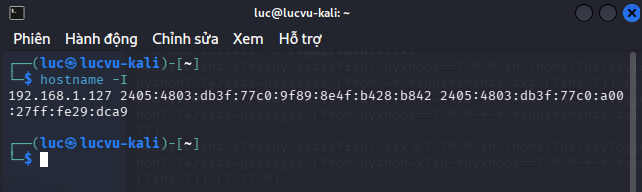 luc@lucvu-kali: ~
Phiên Hành động Chỉnh sửa Xem Hỗ trợ
┌──(luc㉿lucvu-kali)-[~]
└─$ hostname -I
192.168.1.127 2405:4803:db3f:77c0:9f89:8e4f:b428:b842 2405:4803:db3f:77c0:a00
:27ff:fe29:dca9
┌──(luc㉿lucvu-kali)-[~]
└─$